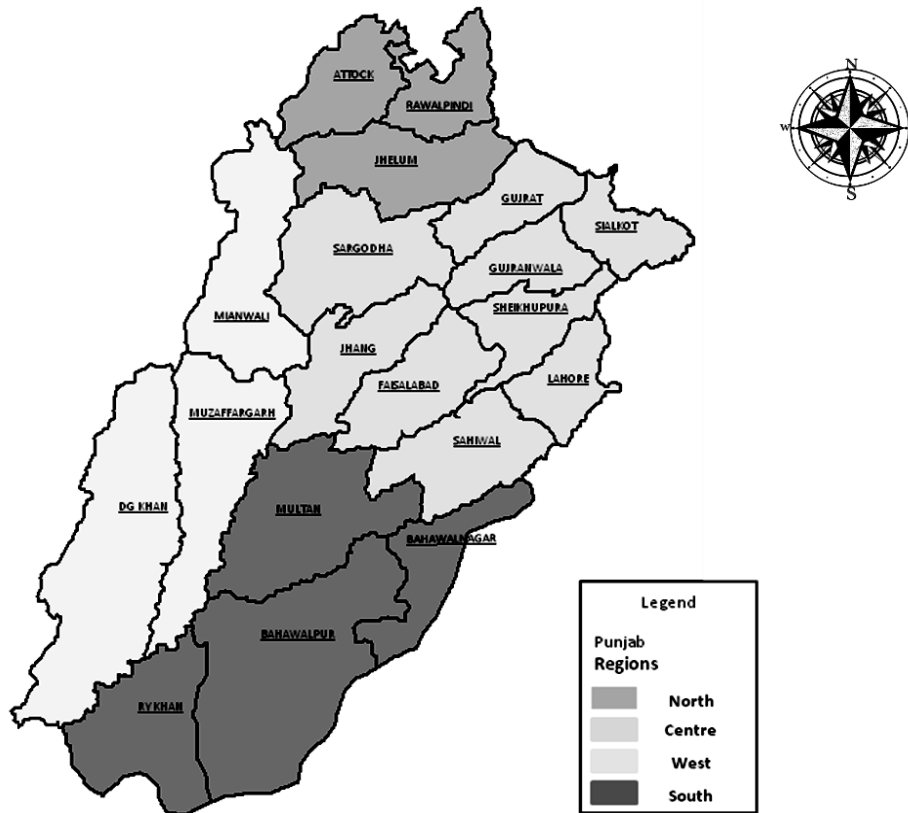 N
W
S
ATTOCK
RAWALPINDI
JHELUM
GUJRAT
SIALKOT
SARGODHA
GUJRANWALA
SHEIKHUPURA
MIANWALI
JHANG
FAISALABAD
LAHORE
MUZAFFARGARH
SAHIWAL
DG KHAN
MULTAN
BAHAWALNAGAR
BAHAWALPUR
RY KHAN
Legend
Punjab
Regions
North
Centre
West
South